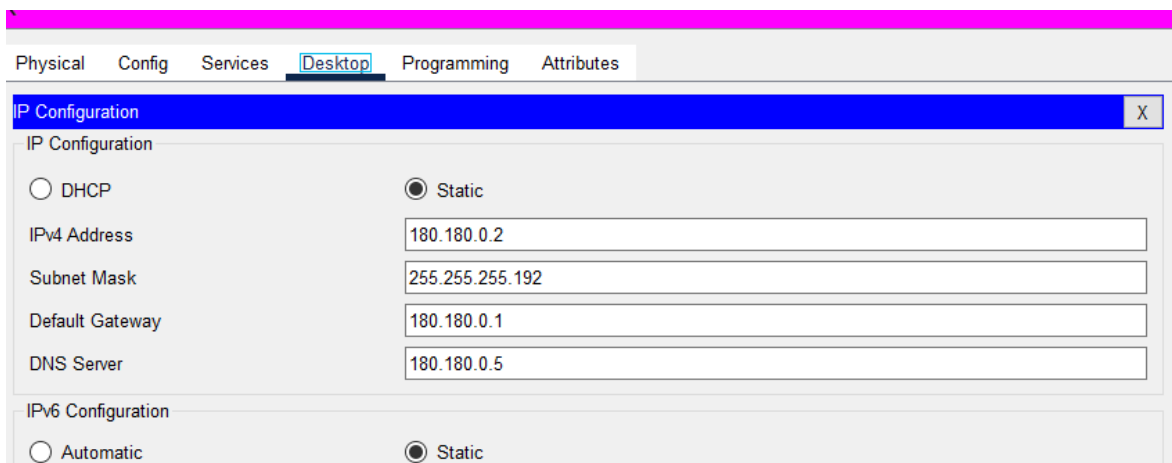 Physical Config Services Desktop Programming Attributes
IP Configuration X
IP Configuration
DHCP Static
IPv4 Address 180.180.0.2
Subnet Mask 255.255.255.192
Default Gateway 180.180.0.1
DNS Server 180.180.0.5
IPv6 Configuration
Automatic Static